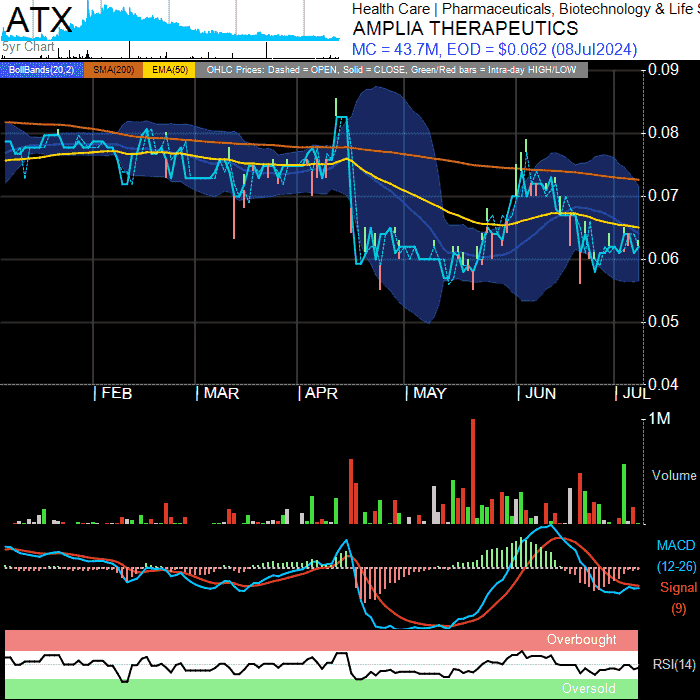 ATX
5yr Chart
Health Care | Pharmaceuticals, Biotechnology & Life S
AMPLIA THERAPEUTICS
MC = 43.7M, EOD = $0.062 (08Jul2024)
BollBands(20,2) SMA(200) EMA(50) OHLC Prices: Dashed = OPEN, Solid = CLOSE, Green/Red bars = Intra-day HIGH/LOW
0.09
0.08
0.07
0.06
0.05
0.04
| FEB | MAR | APR | MAY | JUN | JUL
1M
Volume
MACD
(12-26)
Signal
(9)
Overbought
RSI(14)
Oversold